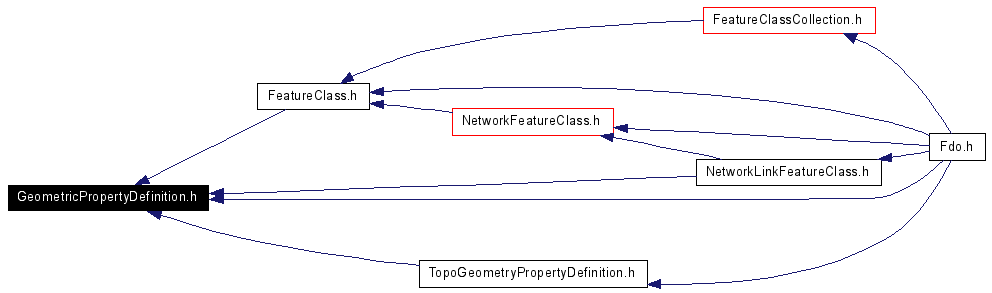 FeatureClassCollection.h
FeatureClass.h
NetworkFeatureClass.h
Fdo.h
NetworkLinkFeatureClass.h
GeometricPropertyDefinition.h
TopoGeometryPropertyDefinition.h